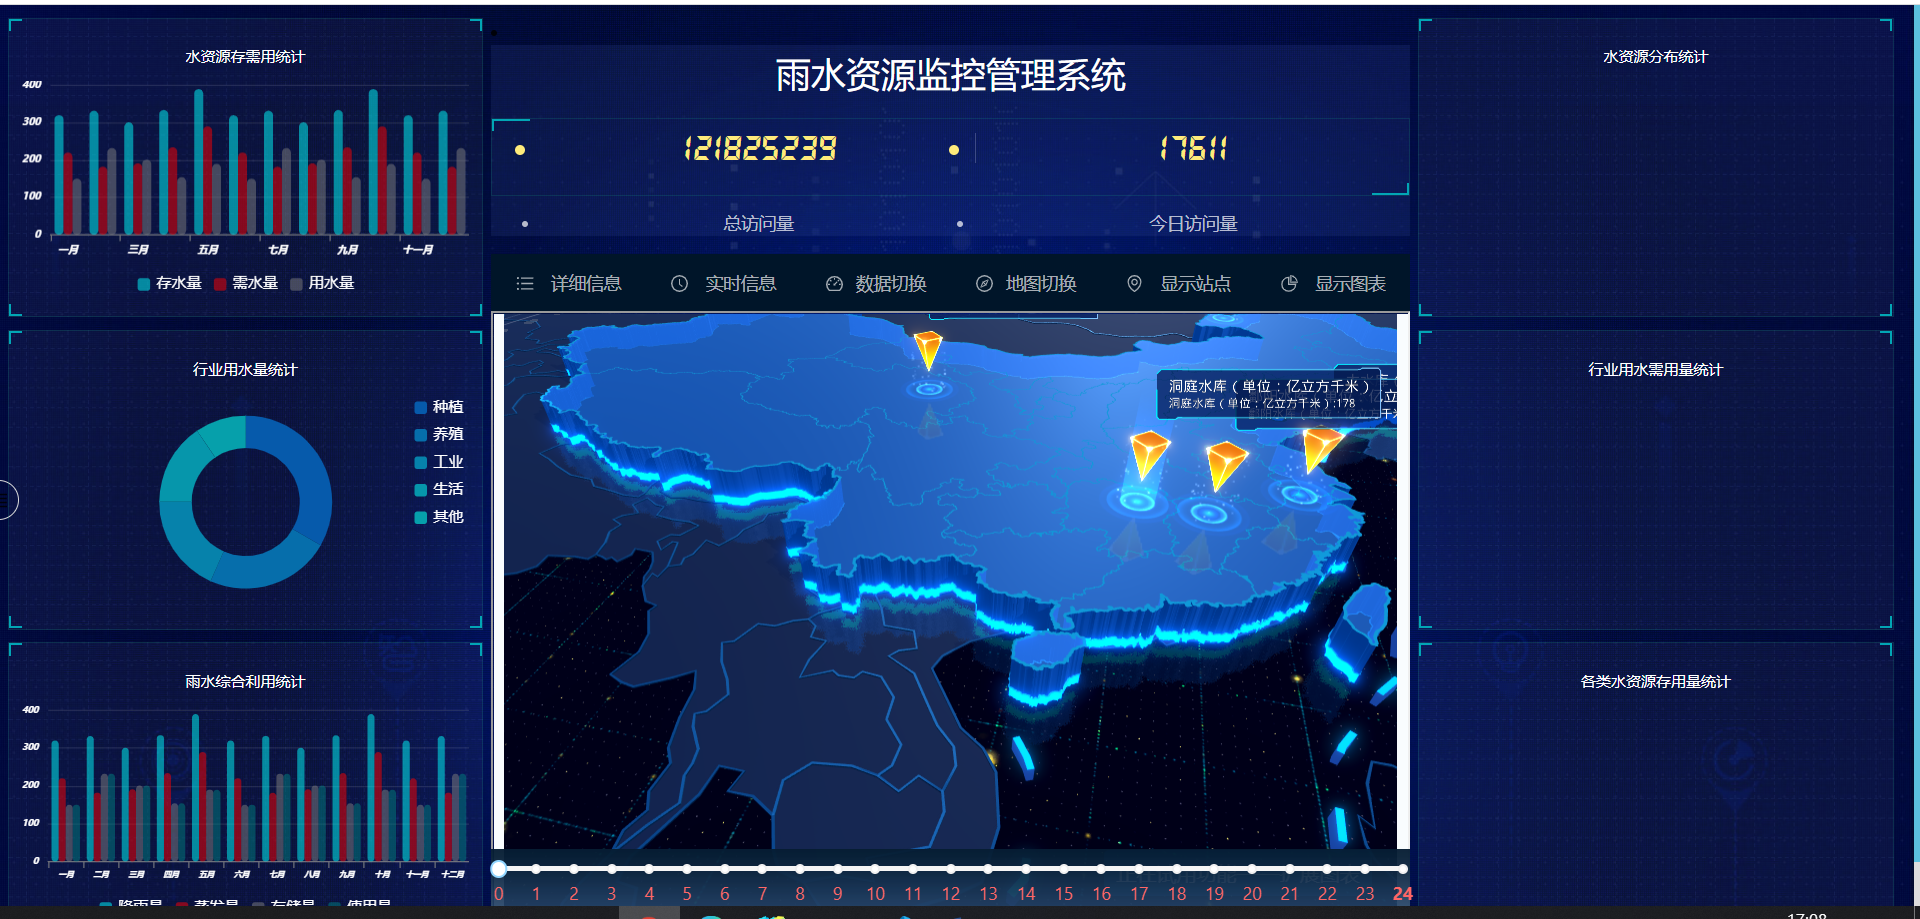 水资源存需用统计
400
300
200
100
0
一月 三月 五月 七月 九月 十一月
存水量 需水量 用水量
行业用水量统计
种植
养殖
工业
生活
其他
雨水综合利用统计
400
300
200
100
0
一月 二月 三月 四月 五月 六月 七月 八月 九月 十月 十一月 十二月
降雨量 蒸发量 存储量 使用量
雨水资源监控管理系统
121825239 17611
总访问量 今日访问量
详细信息 实时信息 数据切换 地图切换 显示站点 显示图表
洞庭水库（单位：亿立方千米）
洞庭水库（单位：亿立方千米）:178
0 1 2 3 4 5 6 7 8 9 10 11 12 13 14 15 16 17 18 19 20 21 22 23 24
水资源分布统计
行业用水需用量统计
各类水资源存用量统计
17:08